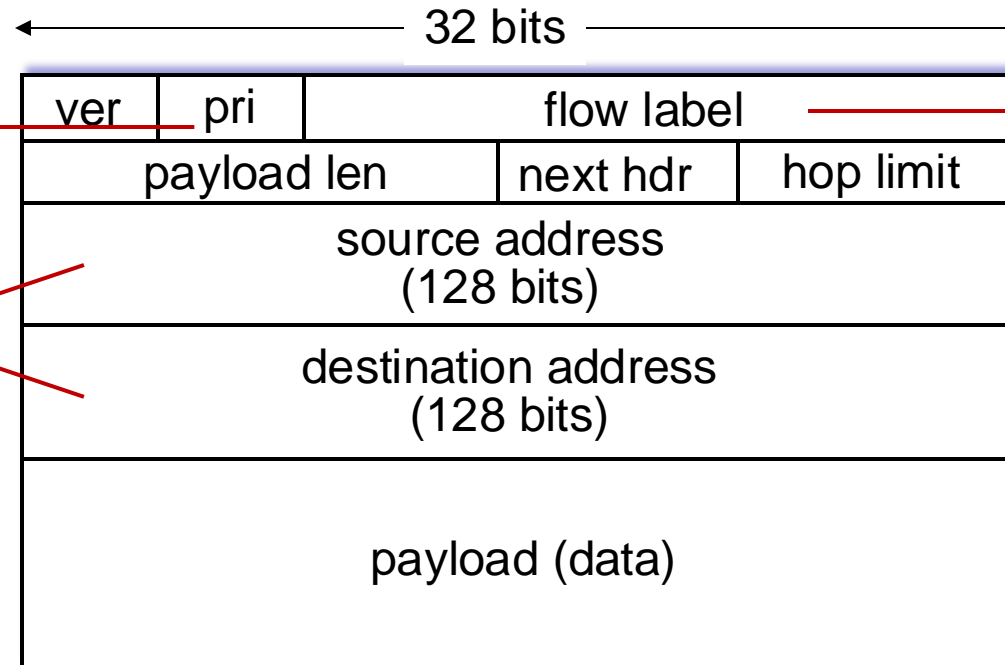 32 bits
ver pri flow label
payload len next hdr hop limit
source address
(128 bits)
destination address
(128 bits)
payload (data)